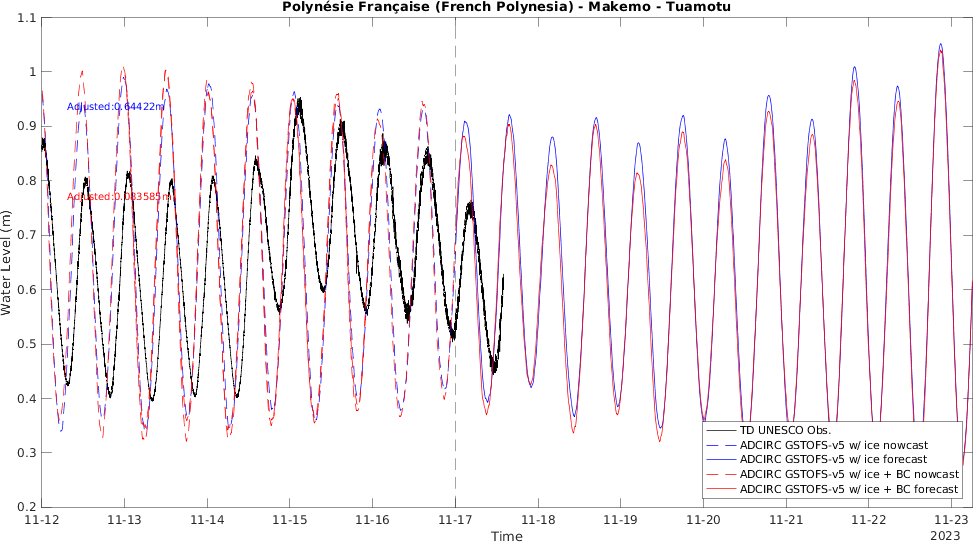 Polynésie Française (French Polynesia) - Makemo - Tuamotu
1.1
1
0.9
0.8
0.7
0.6
0.5
0.4
0.3
0.2
Water Level (m)
Adjusted:0.64422m
Adjusted:0.083585m
TD UNESCO Obs.
ADCIRC GSTOFS-v5 w/ ice nowcast
ADCIRC GSTOFS-v5 w/ ice forecast
ADCIRC GSTOFS-v5 w/ ice + BC nowcast
ADCIRC GSTOFS-v5 w/ ice + BC forecast
11-12 11-13 11-14 11-15 11-16 11-17 11-18 11-19 11-20 11-21 11-22 11-23
Time
2023